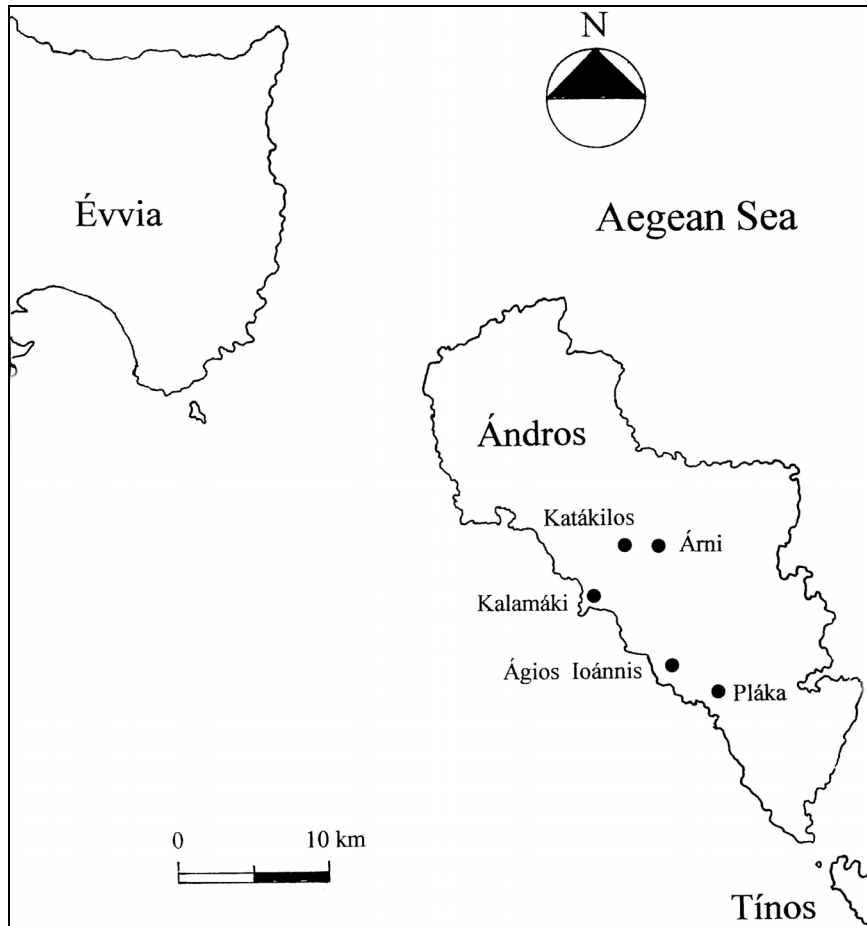 N
Évvia
Aegean Sea
Ándros
Katákilos
Árni
Kalamáki
Ágios Ioánnis
Pláka
0 10 km
Tínos